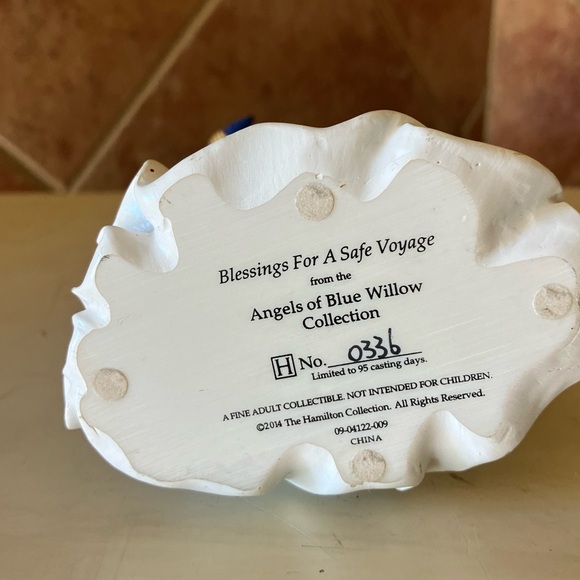 Blessings For A Safe Voyage
from the
Angels of Blue Willow
Collection
H No. 0336
Limited to 95 casting days.
A FINE ADULT COLLECTIBLE. NOT INTENDED FOR CHILDREN.
©2014 The Hamilton Collection. All Rights Reserved.
09-04122-009
CHINA